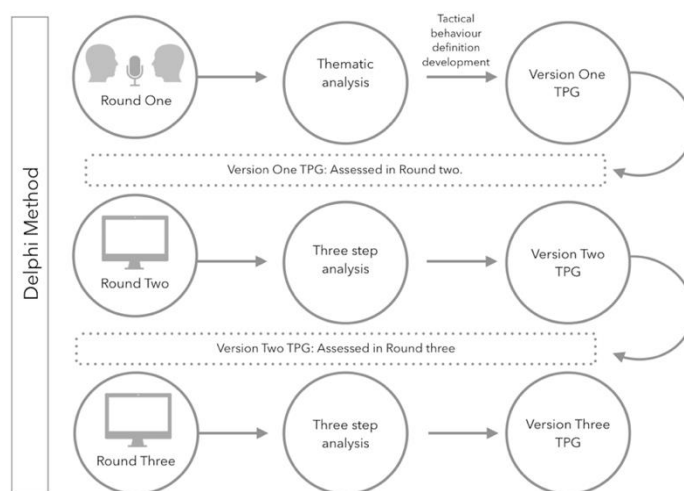 Delphi Method
Round One
Thematic
analysis
Tactical
behaviour
definition
development
Version One
TPG
Version One TPG: Assessed in Round two.
Round Two
Three step
analysis
Version Two
TPG
Version Two TPG: Assessed in Round three
Round Three
Three step
analysis
Version Three
TPG